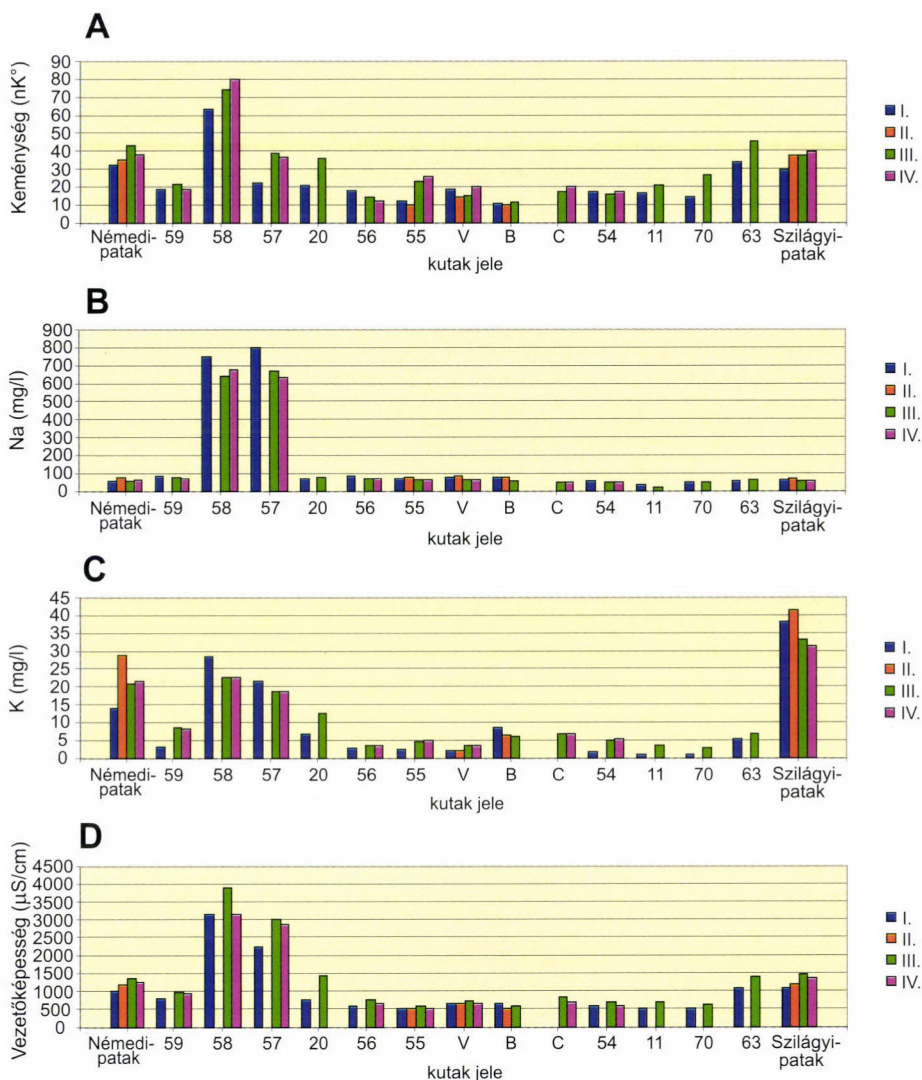 A
Keménység (nK°)
90
80
70
60
50
40
30
20
10
0
Némedi-patak 59 58 57 20 56 55 V B C 54 11 70 63 Szilágyi-patak
kutak jele
I.
II.
III.
IV.
B
Na (mg/l)
900
800
700
600
500
400
300
200
100
0
Némedi-patak 59 58 57 20 56 55 V B C 54 11 70 63 Szilágyi-patak
kutak jele
I.
II.
III.
IV.
C
K (mg/l)
45
40
35
30
25
20
15
10
5
0
Némedi-patak 59 58 57 20 56 55 V B C 54 11 70 63 Szilágyi-patak
kutak jele
I.
II.
III.
IV.
D
Vezetőképesség (µS/cm)
4500
4000
3500
3000
2500
2000
1500
1000
500
0
Némedi-patak 59 58 57 20 56 55 V B C 54 11 70 63 Szilágyi-patak
kutak jele
I.
II.
III.
IV.